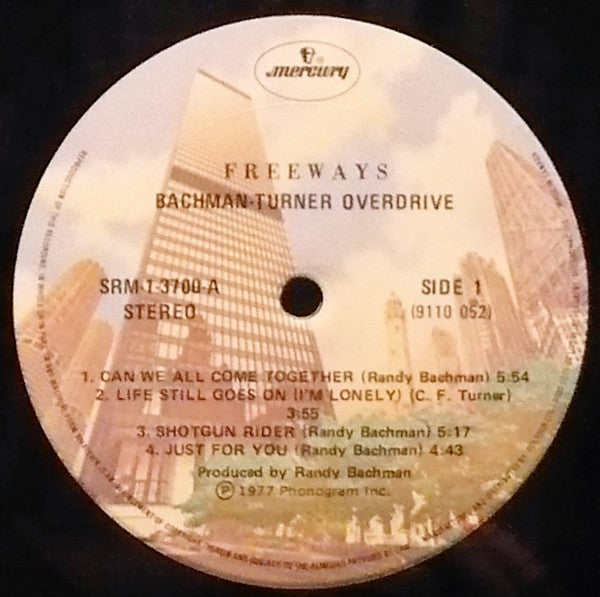 mercury
FREEWAYS
BACHMAN-TURNER OVERDRIVE
SRM-1-3700-A
STEREO
SIDE 1
(9110 052)
1. CAN WE ALL COME TOGETHER (Randy Bachman) 5:54
2. LIFE STILL GOES ON (I'M LONELY) (C. F. Turner)
3:55
3. SHOTGUN RIDER (Randy Bachman) 5:17
4. JUST FOR YOU (Randy Bachman) 4:43
Produced by Randy Bachman
Ⓟ 1977 Phonogram Inc.